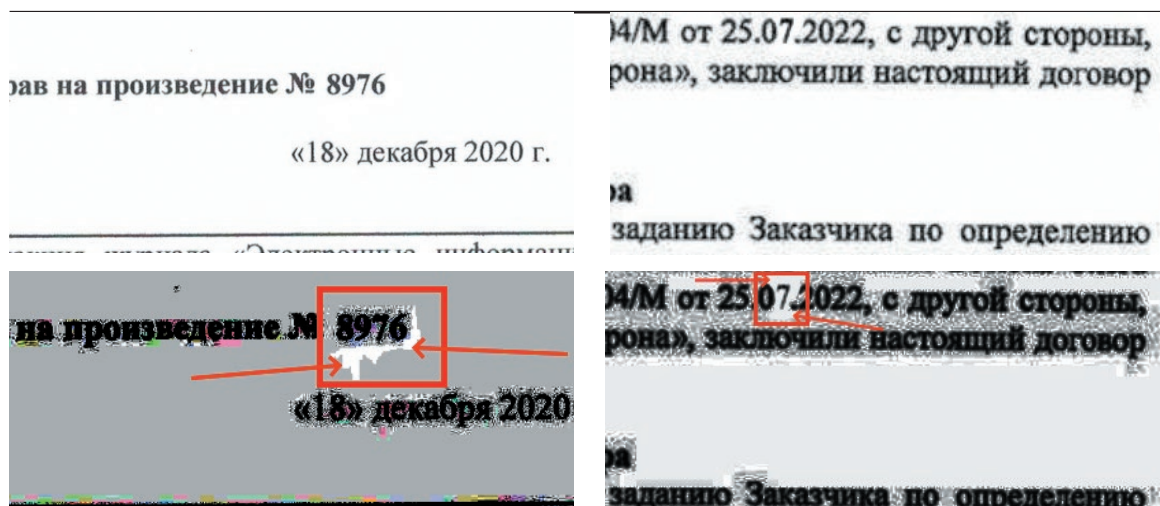 рав на произведение № 8976
«18» декабря 2020 г.
журнала «Электронные
04/М от 25.07.2022, с другой стороны,
рона», заключили настоящий договор
ра
заданию Заказчика по определению
на произведение № 8976
«18» декабря 2020
04/М от 25.07.2022, с другой стороны,
рона», заключили настоящий договор
ра
заданию Заказчика по определению